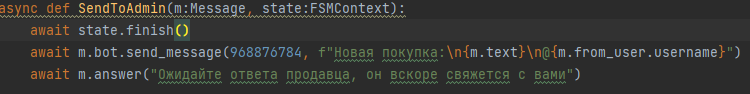 async def SendToAdmin(m:Message, state:FSMContext):
await state.finish()
await m.bot.send_message(968876784, f"Новая покупка:\n{m.text}\n@{m.from_user.username}")
await m.answer("Ожидайте ответа продавца, он вскоре свяжется с вами")